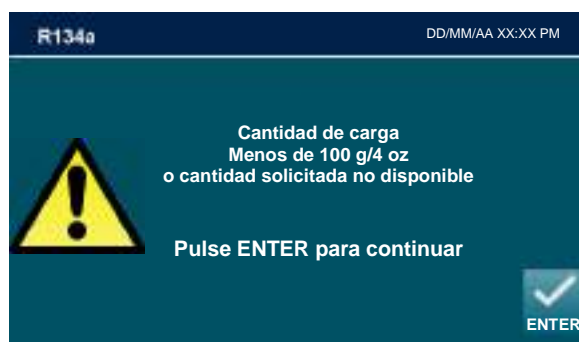 R134a
DD/MM/AA XX:XX PM
Cantidad de carga
Menos de 100 g/4 oz
o cantidad solicitada no disponible
Pulse ENTER para continuar
ENTER